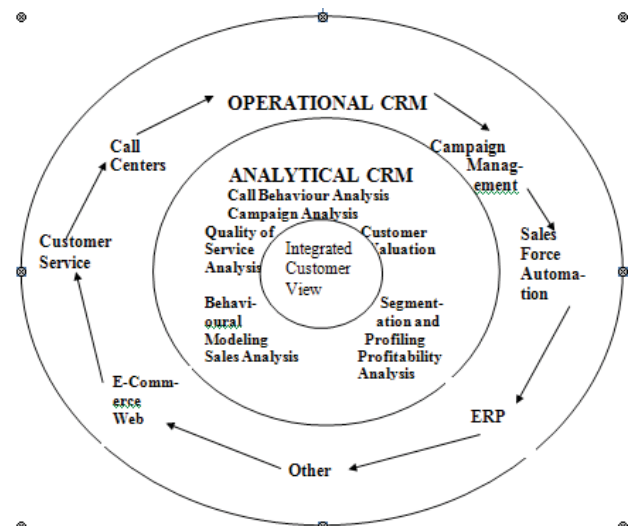 OPERATIONAL CRM
Call
Centers
Campaign
Manag-
ement
ANALYTICAL CRM
Call Behaviour Analysis
Campaign Analysis
Quality of
Service
Analysis
Customer
Valuation
Integrated
Customer
View
Customer
Service
Sales
Force
Automa-
tion
Behavi-
oural
Modeling
Sales Analysis
Segment-
ation and
Profiling
Profitability
Analysis
E-Comm-
erce
Web
ERP
Other